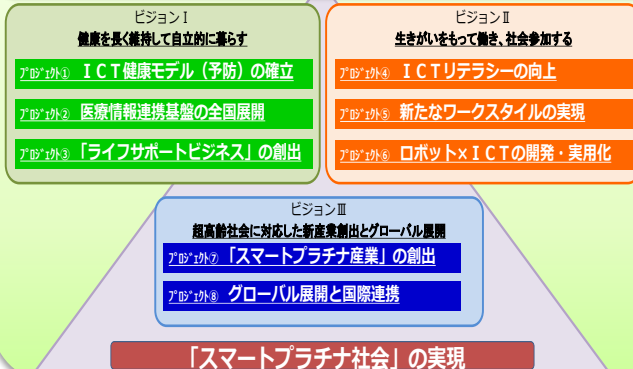 ビジョンⅠ
健康を長く維持して自立的に暮らす
ﾌﾟﾛｼﾞｪｸﾄ① ＩＣＴ健康モデル（予防）の確立
ﾌﾟﾛｼﾞｪｸﾄ② 医療情報連携基盤の全国展開
ﾌﾟﾛｼﾞｪｸﾄ③ 「ライフサポートビジネス」の創出
ビジョンⅡ
生きがいをもって働き、社会参加する
ﾌﾟﾛｼﾞｪｸﾄ④ ＩＣＴリテラシーの向上
ﾌﾟﾛｼﾞｪｸﾄ⑤ 新たなワークスタイルの実現
ﾌﾟﾛｼﾞｪｸﾄ⑥ ロボット×ＩＣＴの開発・実用化
ビジョンⅢ
超高齢社会に対応した新産業創出とグローバル展開
ﾌﾟﾛｼﾞｪｸﾄ⑦ 「スマートプラチナ産業」の創出
ﾌﾟﾛｼﾞｪｸﾄ⑧ グローバル展開と国際連携
「スマートプラチナ社会」の実現